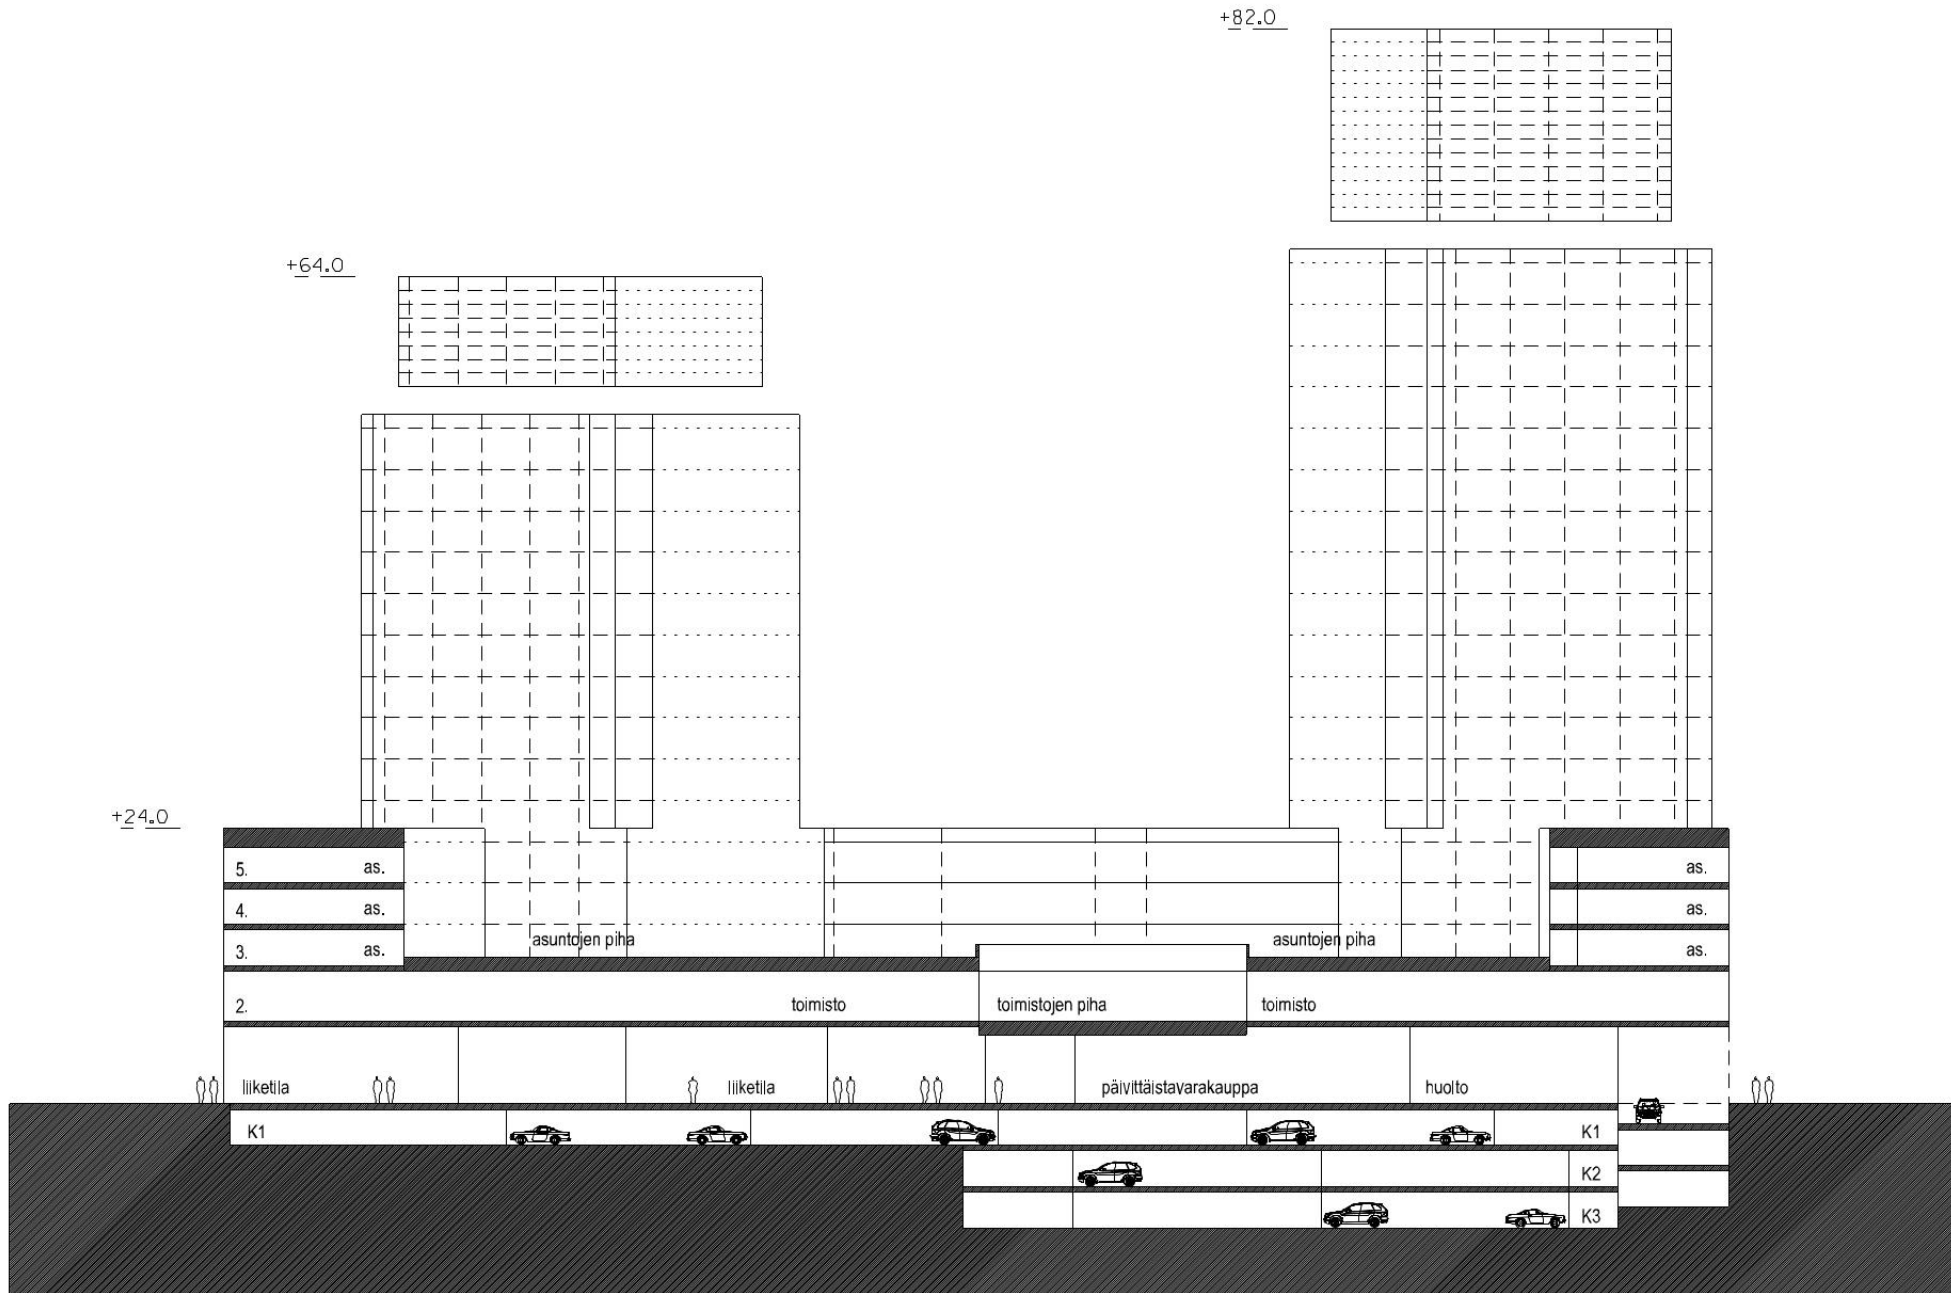 +82.0
+64.0
+24.0
5. as. as.
4. as. as.
3. as. asuntojen piha asuntojen piha as.
2. toimisto toimistojen piha toimisto
liiketila liiketila päivittäistavarakauppa huolto
K1 K1
K2
K3